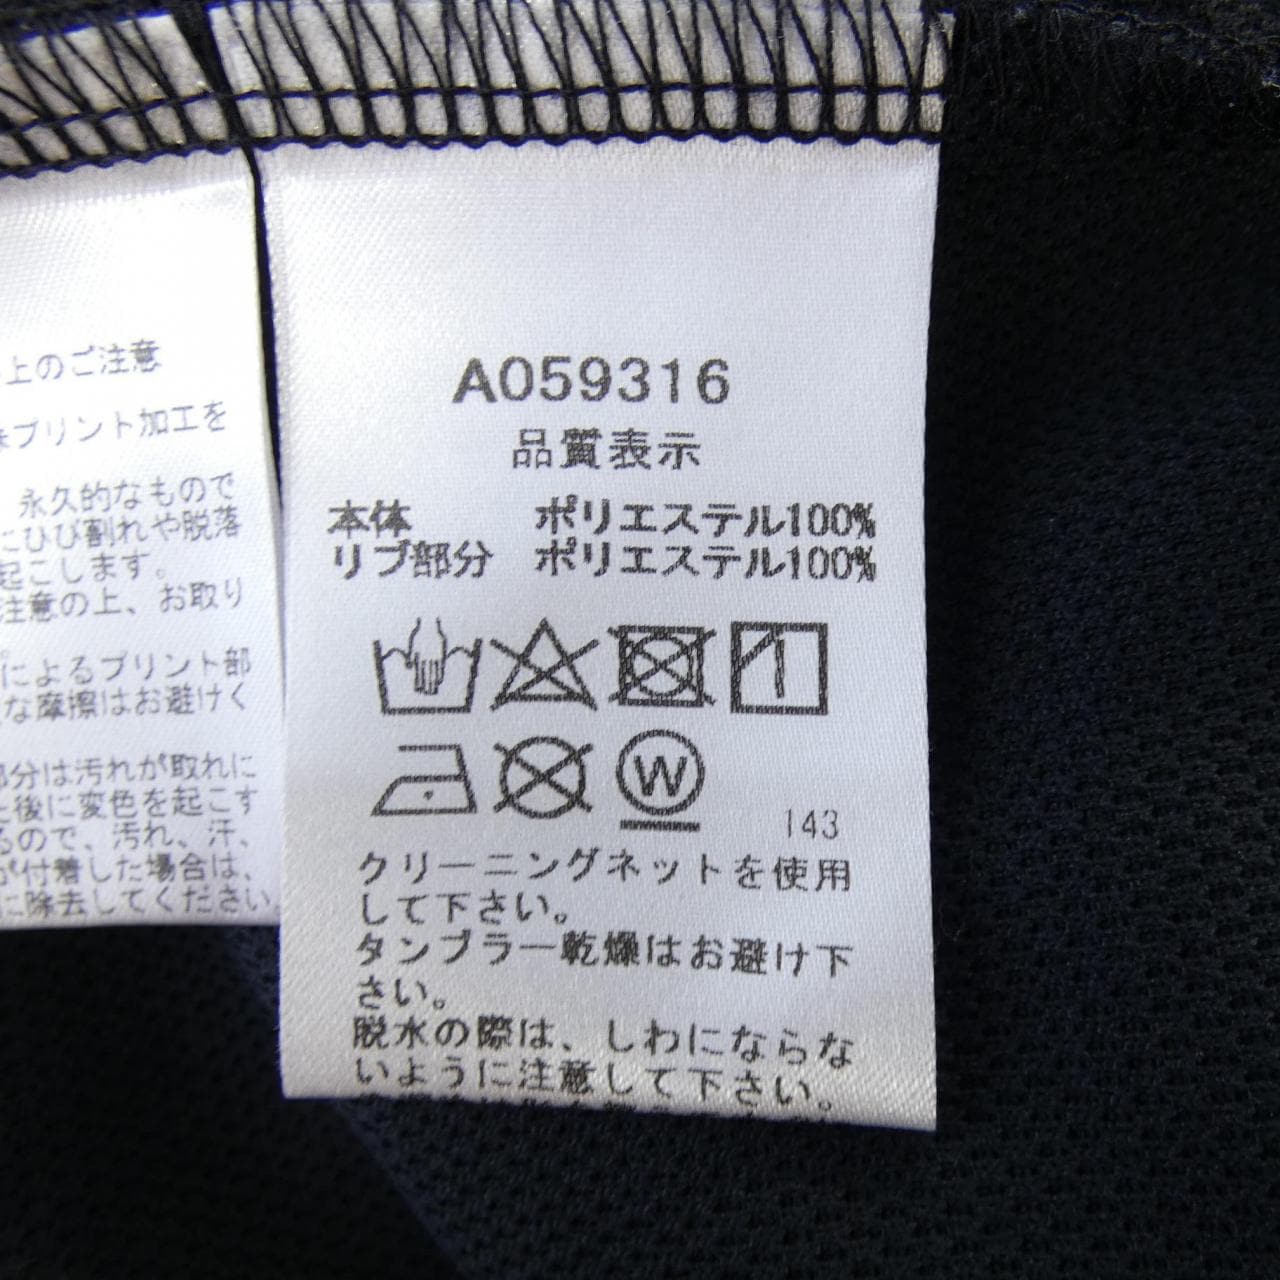 上のご注意
プリント加工を
永久的なもので
にひび割れや脱落
起こします。
注意の上、お取り
によるプリント部
な摩擦はお避けく
部分は汚れが取れに
た後に変色を起こす
るので、汚れ、汗、
が付着した場合は、
に除去してください
A059316
品質表示
本体 ポリエステル100%
リブ部分 ポリエステル100%
W
143
クリーニングネットを使用
して下さい。
タンブラー乾燥はお避け下
さい。
脱水の際は、しわにならな
いように注意して下さい。